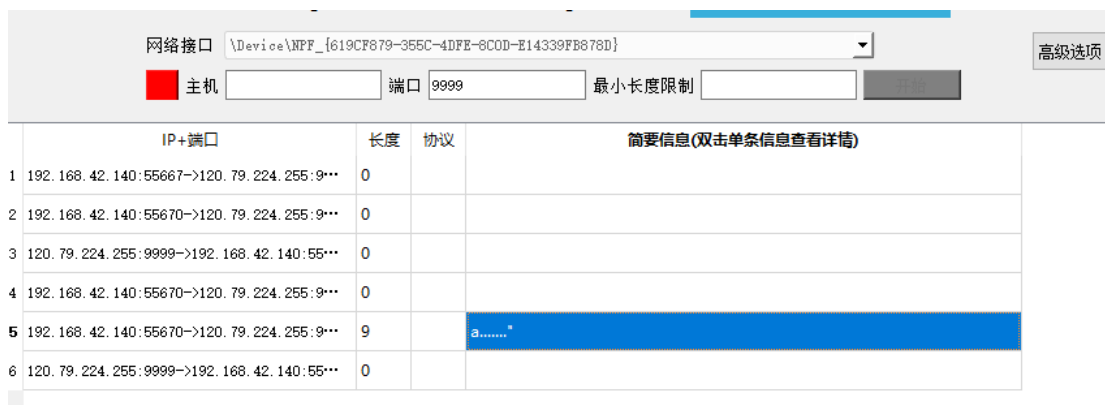 网络接口 \Device\NPF_{619CF879-355C-4DFE-8C0D-E14339FB878D}
高级选项
主机 端口 9999 最小长度限制 开始
IP+端口 长度 协议 简要信息(双击单条信息查看详情)
1 192.168.42.140:55667->120.79.224.255:9··· 0
2 192.168.42.140:55670->120.79.224.255:9··· 0
3 120.79.224.255:9999->192.168.42.140:55··· 0
4 192.168.42.140:55670->120.79.224.255:9··· 0
5 192.168.42.140:55670->120.79.224.255:9··· 9 a......."
6 120.79.224.255:9999->192.168.42.140:55··· 0